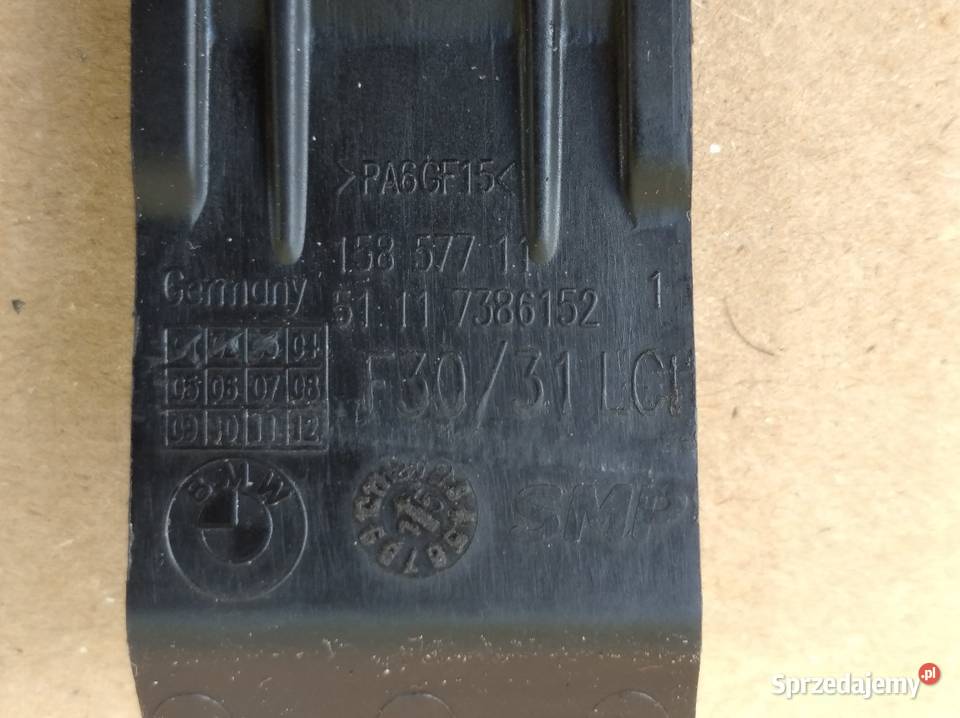 >PA6GF15<
158 577 11
Germany
51 11 7386152 1
01 02 03 04
05 06 07 08
09 10 11 12
F30/31 LCI
BMW
15
SMP
Sprzedajemy.pl